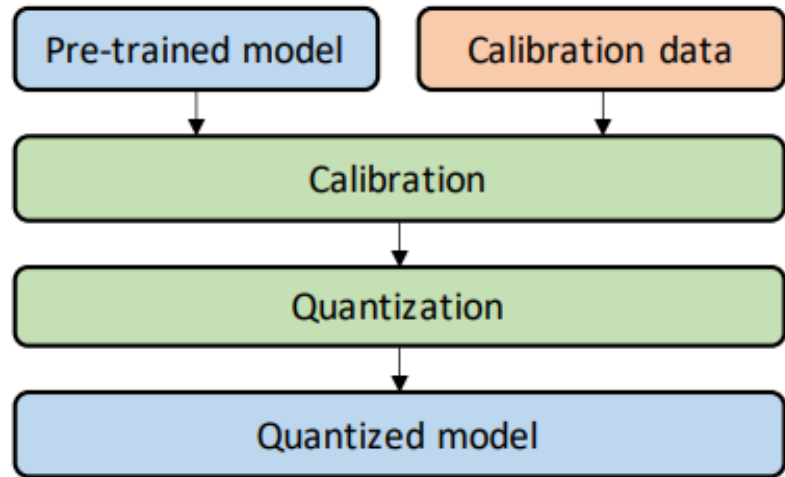 Pre-trained model
Calibration data
Calibration
Quantization
Quantized model